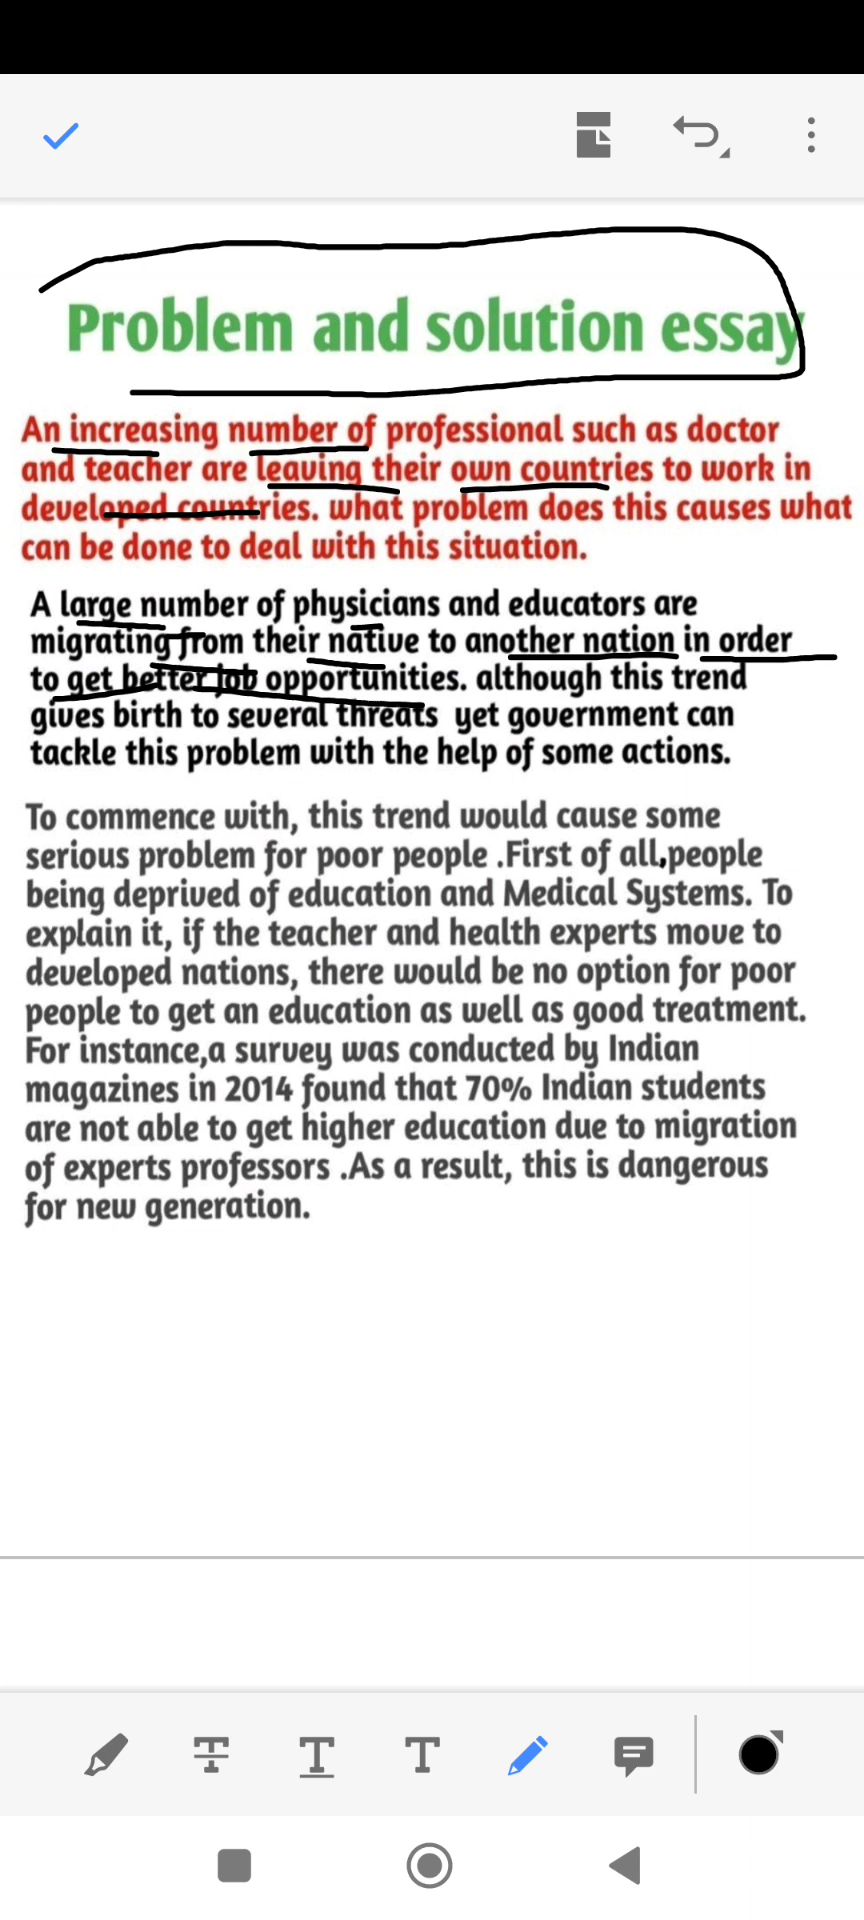 Problem and solution essay
An increasing number of professional such as doctor
and teacher are leaving their own countries to work in
developed countries. what problem does this causes what
can be done to deal with this situation.
A large number of physicians and educators are
migrating from their native to another nation in order
to get better job opportunities. although this trend
gives birth to several threats yet government can
tackle this problem with the help of some actions.
To commence with, this trend would cause some
serious problem for poor people .First of all,people
being deprived of education and Medical Systems. To
explain it, if the teacher and health experts move to
developed nations, there would be no option for poor
people to get an education as well as good treatment.
For instance,a survey was conducted by Indian
magazines in 2014 found that 70% Indian students
are not able to get higher education due to migration
of experts professors .As a result, this is dangerous
for new generation.